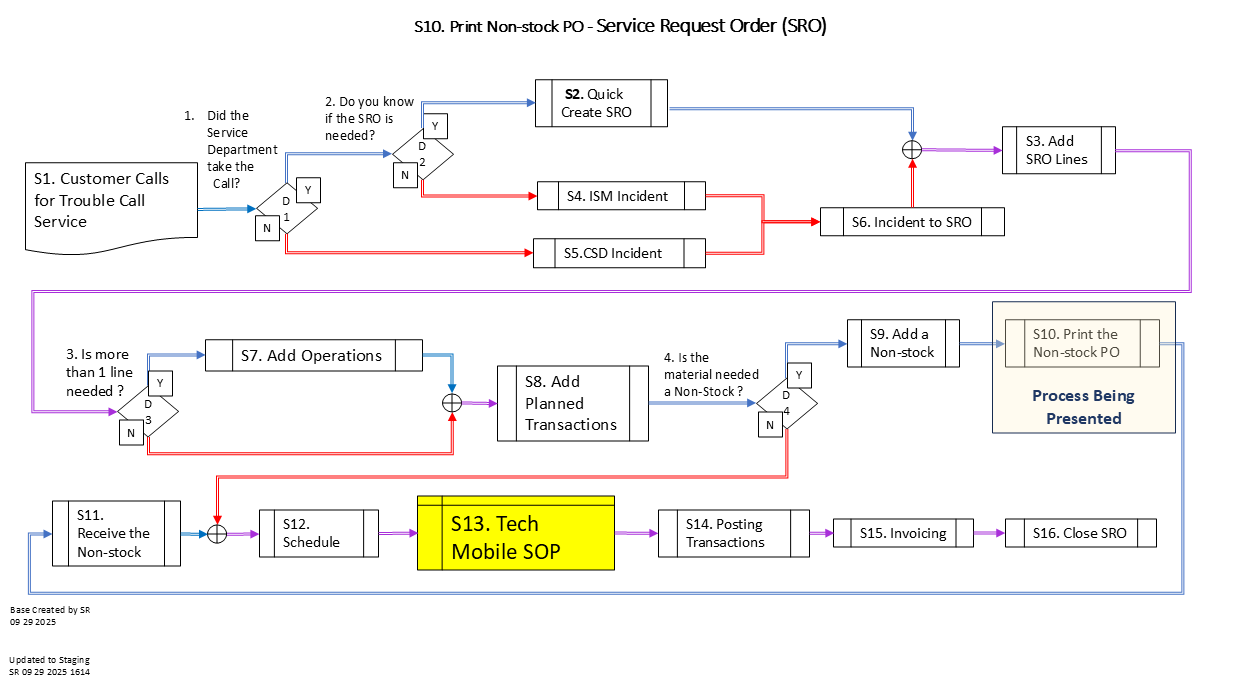 S10. Print Non-stock PO - Service Request Order (SRO)
1. Did the
Service
Department
take the
Call?
2. Do you know
if the SRO is
needed?
S2. Quick
Create SRO
Y
D
2
N
S3. Add
SRO Lines
S1. Customer Calls
for Trouble Call
Service
Y
D
1
N
S4. ISM Incident
S6. Incident to SRO
S5.CSD Incident
3. Is more
than 1 line
needed ?
Y
D
3
N
S7. Add Operations
S8. Add
Planned
Transactions
4. Is the
material needed
a Non-Stock ?
Y
D
4
N
S9. Add a
Non-stock
S10. Print the
Non-stock PO
Process Being
Presented
S11.
Receive the
Non-stock
S12.
Schedule
S13. Tech
Mobile SOP
S14. Posting
Transactions
S15. Invoicing
S16. Close SRO
Base Created by SR
09 29 2025
Updated to Staging
SR 09 29 2025 1614